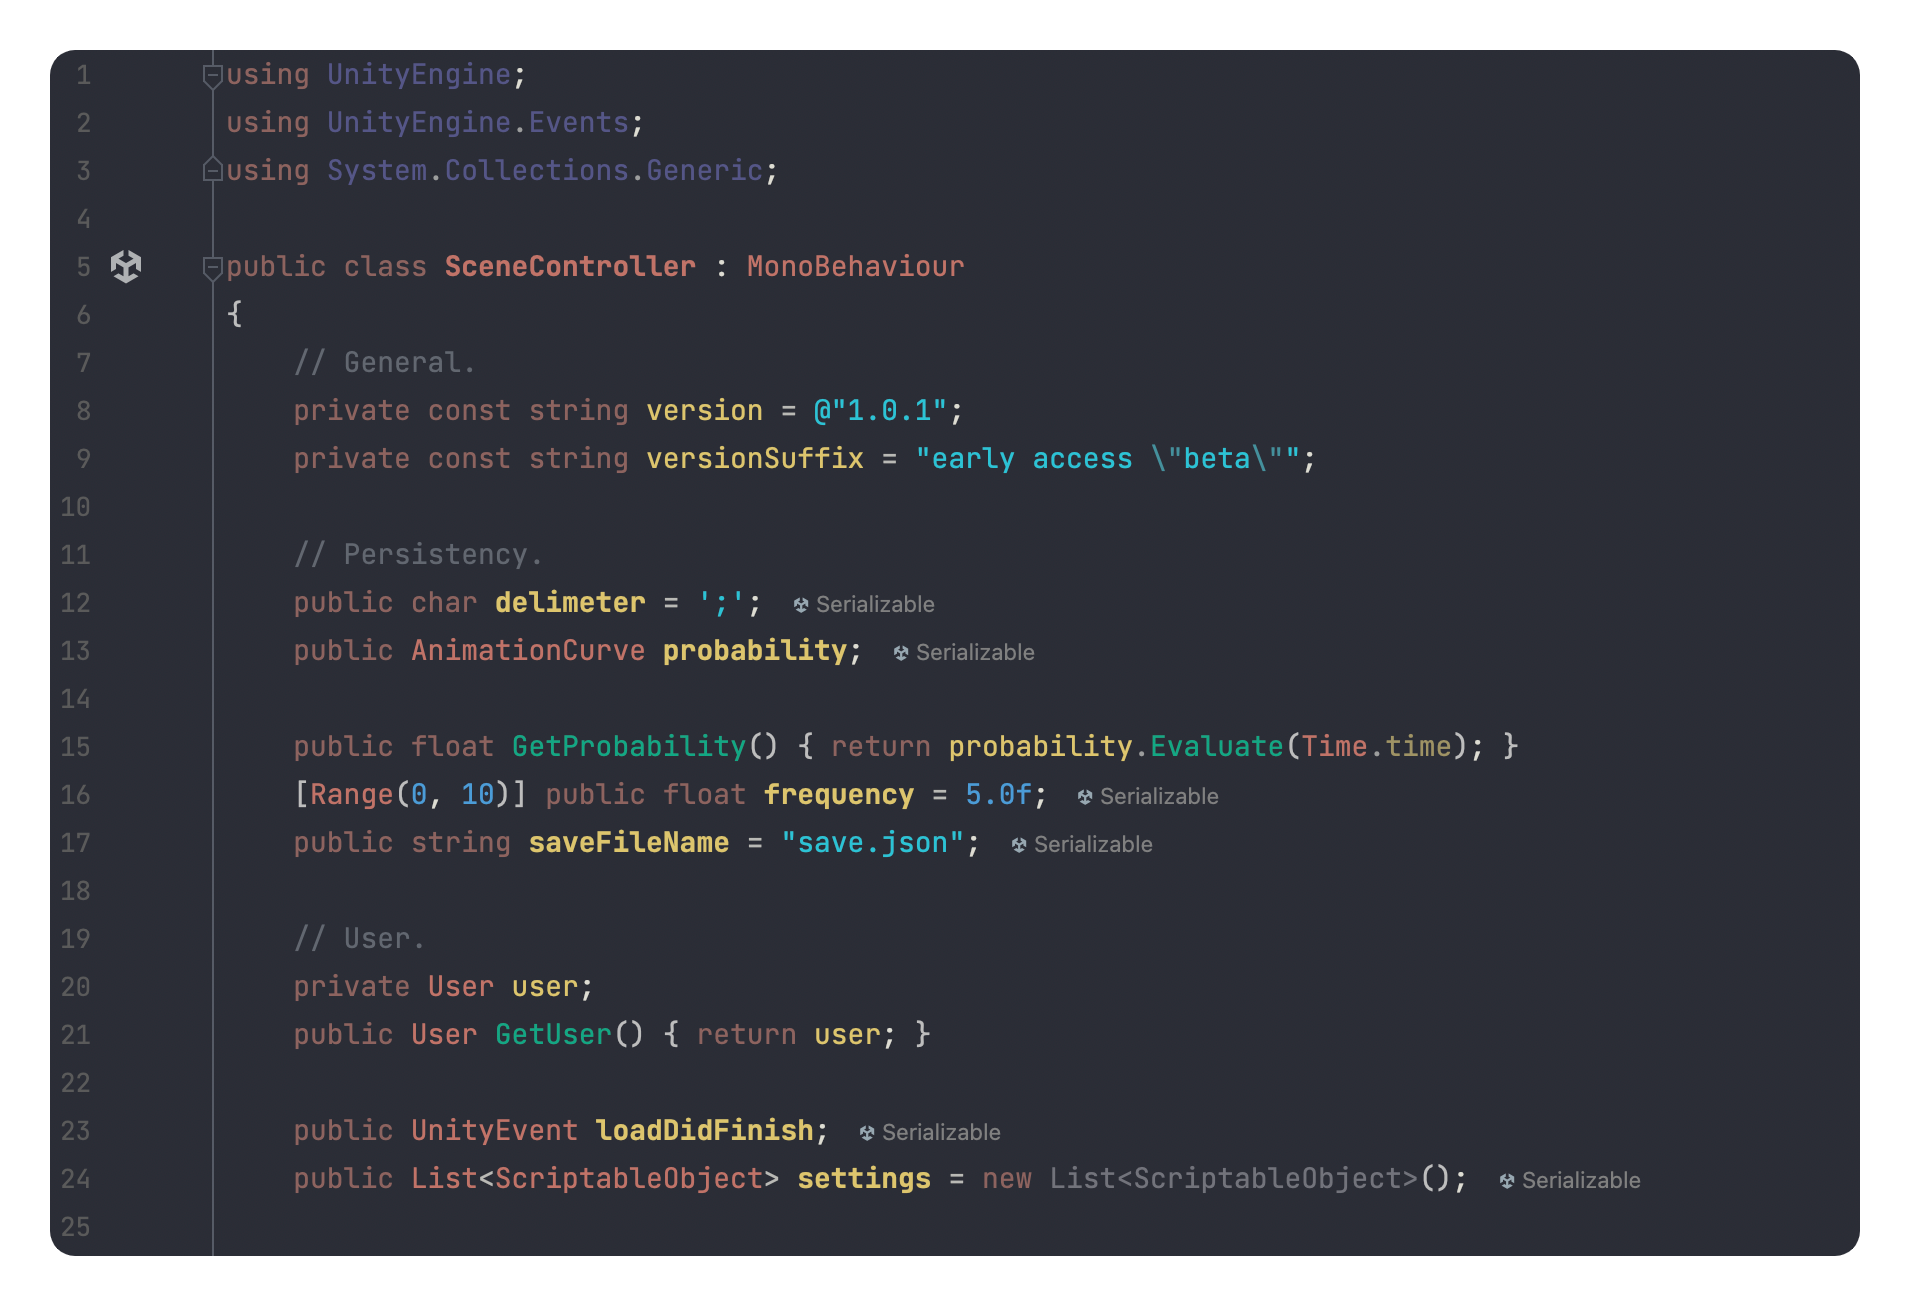 1 using UnityEngine;
2 using UnityEngine.Events;
3 using System.Collections.Generic;
4
5 public class SceneController : MonoBehaviour
6 {
7 // General.
8 private const string version = @"1.0.1";
9 private const string versionSuffix = "early access \"beta\"";
10
11 // Persistency.
12 public char delimeter = ';'; Serializable
13 public AnimationCurve probability; Serializable
14
15 public float GetProbability() { return probability.Evaluate(Time.time); }
16 [Range(0, 10)] public float frequency = 5.0f; Serializable
17 public string saveFileName = "save.json"; Serializable
18
19 // User.
20 private User user;
21 public User GetUser() { return user; }
22
23 public UnityEvent loadDidFinish; Serializable
24 public List<ScriptableObject> settings = new List<ScriptableObject>(); Serializable
25